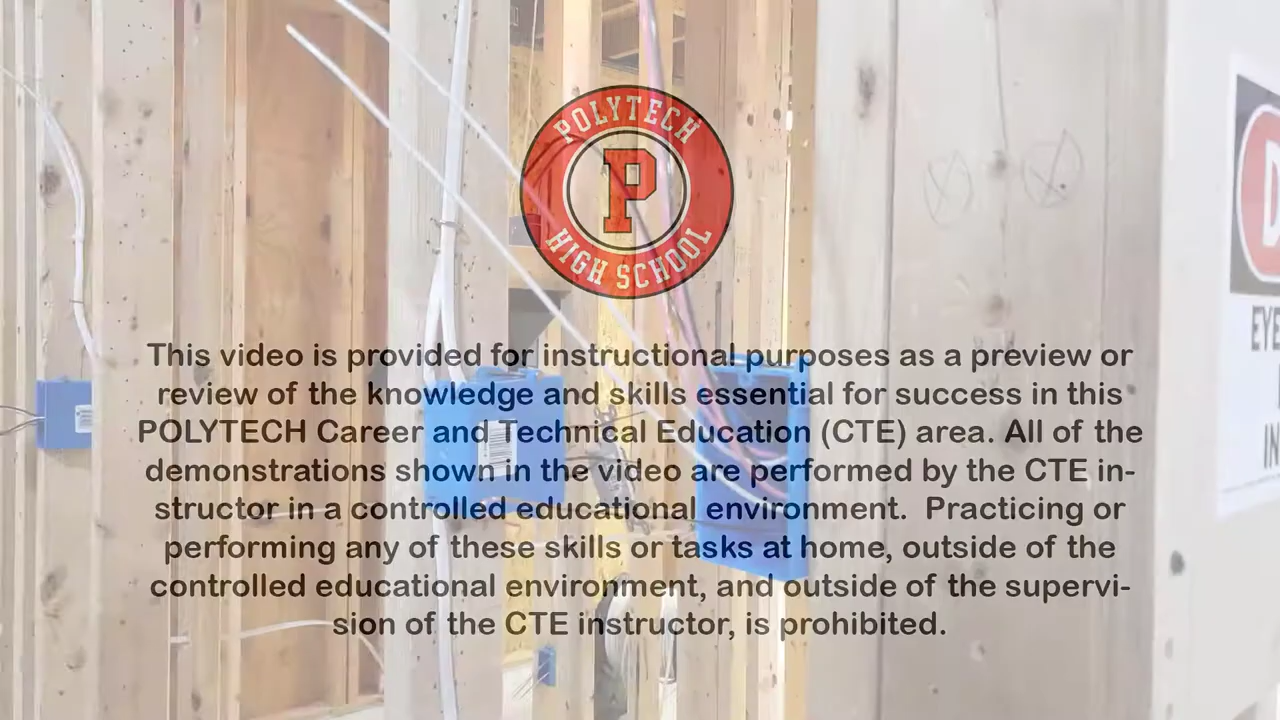 POLYTECH
P
HIGH SCHOOL
This video is provided for instructional purposes as a preview or
review of the knowledge and skills essential for success in this
POLYTECH Career and Technical Education (CTE) area. All of the
demonstrations shown in the video are performed by the CTE in-
structor in a controlled educational environment.  Practicing or
performing any of these skills or tasks at home, outside of the
controlled educational environment, and outside of the supervi-
sion of the CTE instructor, is prohibited.